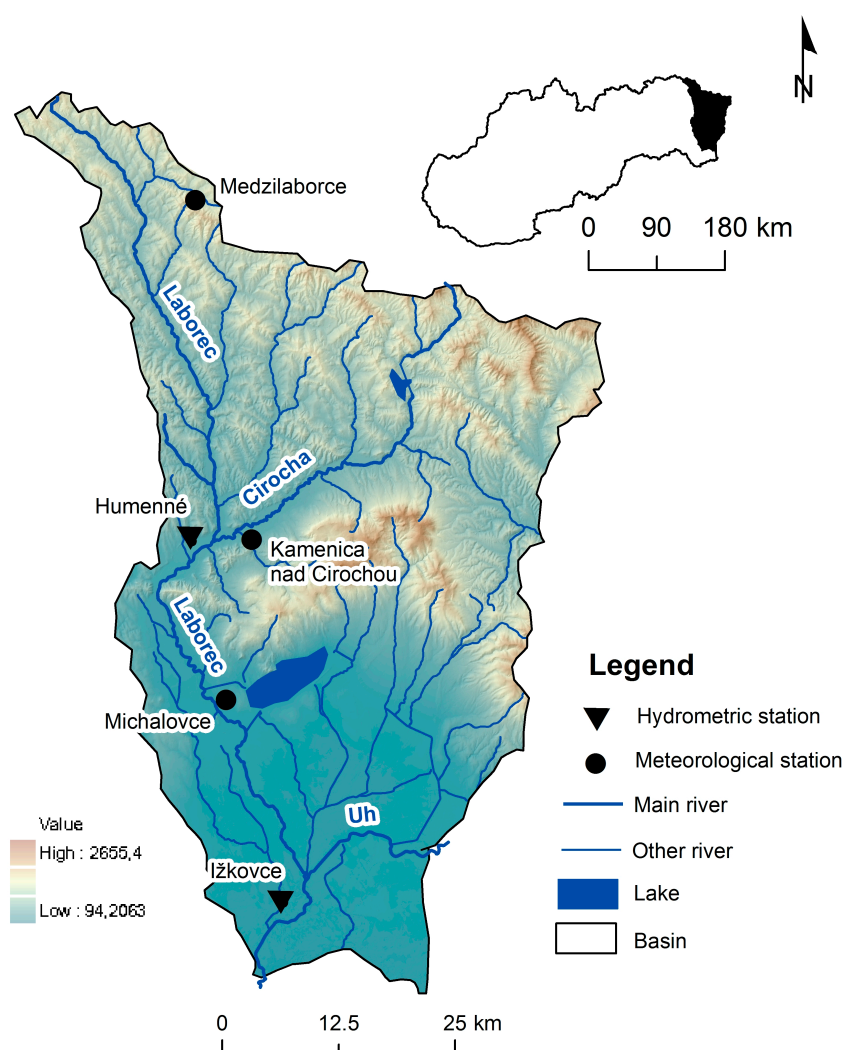 N
0 90 180 km
Medzilaborce
Laborec
Cirocha
Humenné
Kamenica
nad Cirochou
Laborec
Michalovce
Uh
Ižkovce
Value
High : 2655,4
Low : 94,2063
Legend
Hydrometric station
Meteorological station
Main river
Other river
Lake
Basin
0 12.5 25 km